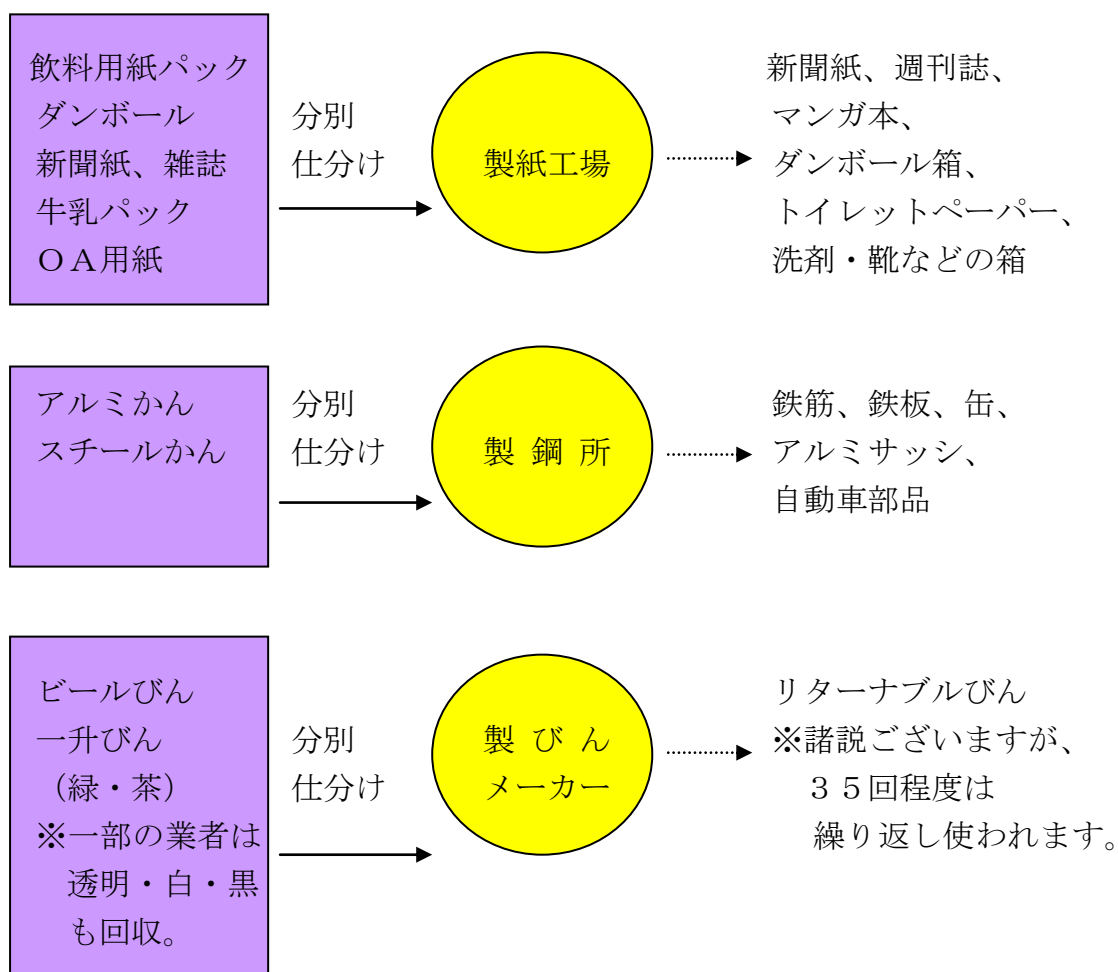 飲料用紙パック
ダンボール
新聞紙、雑誌
牛乳パック
ＯＡ用紙
分別
仕分け
製紙工場
新聞紙、週刊誌、
マンガ本、
ダンボール箱、
トイレットペーパー、
洗剤・靴などの箱
アルミかん
スチールかん
分別
仕分け
製 鋼 所
鉄筋、鉄板、缶、
アルミサッシ、
自動車部品
ビールびん
一升びん
（緑・茶）
※一部の業者は
透明・白・黒
も回収。
分別
仕分け
製 び ん
メーカー
リターナブルびん
※諸説ございますが、
３５回程度は
繰り返し使われます。